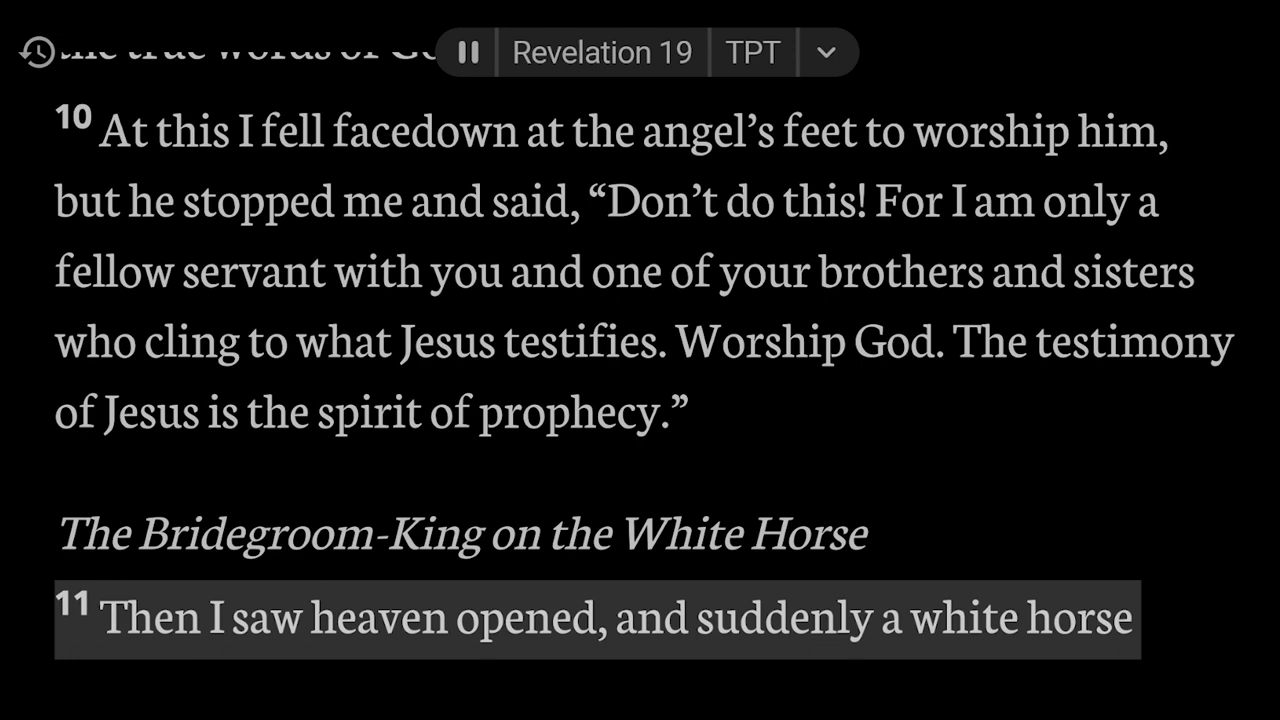 Revelation 19 TPT
10 At this I fell facedown at the angel’s feet to worship him,
but he stopped me and said, “Don’t do this! For I am only a
fellow servant with you and one of your brothers and sisters
who cling to what Jesus testifies. Worship God. The testimony
of Jesus is the spirit of prophecy.”
The Bridegroom-King on the White Horse
11 Then I saw heaven opened, and suddenly a white horse